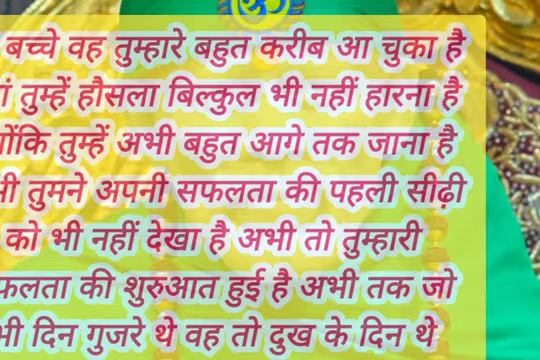 ॐ
बच्चे वह तुम्हारे बहुत करीब आ चुका है
तुम्हें हौसला बिल्कुल भी नहीं हारना है
तुम्हें अभी बहुत आगे तक जाना है
तुमने अपनी सफलता की पहली सीढ़ी
को भी नहीं देखा है अभी तो तुम्हारी
की शुरुआत हुई है अभी तक जो
दिन गुजरे थे वह तो दुख के दिन थे